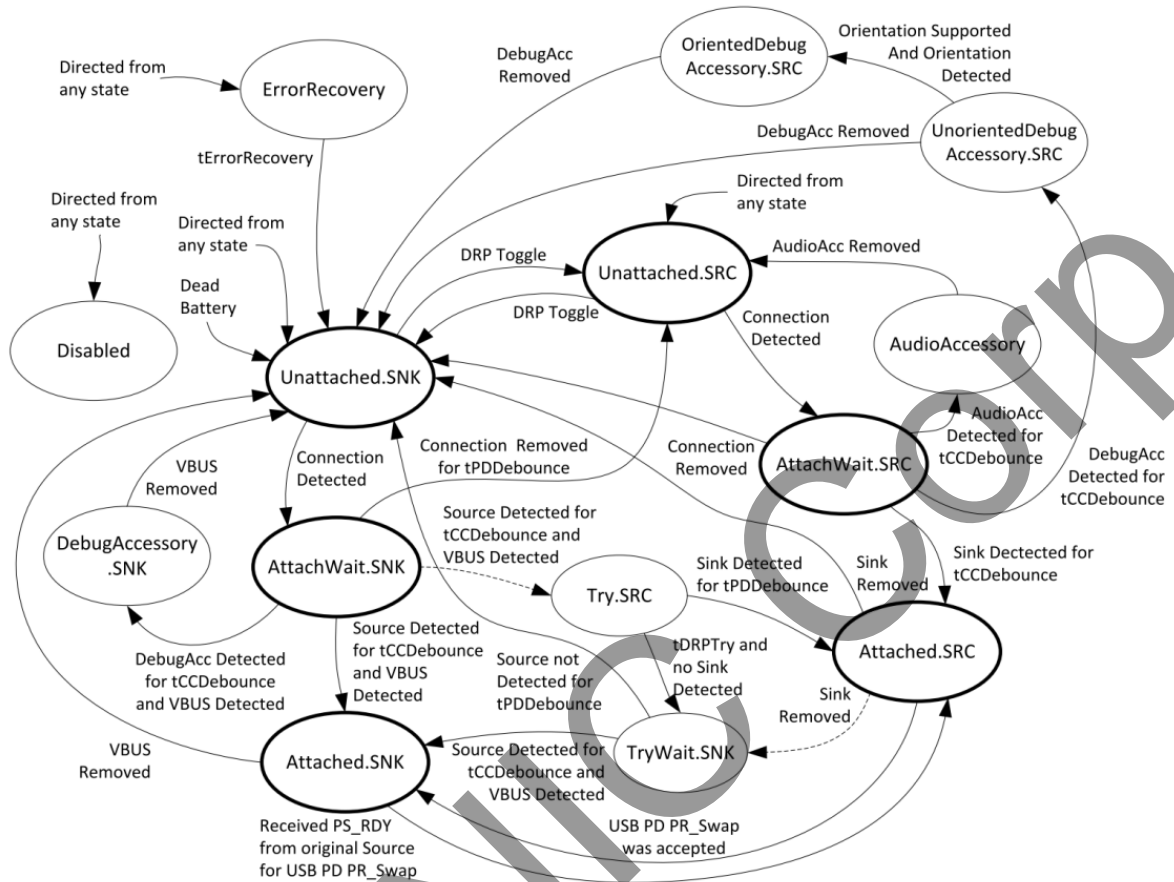 Directed from
any state
ErrorRecovery
tErrorRecovery
DebugAcc
Removed
OrientedDebug
Accessory.SRC
Orientation Supported
And Orientation
Detected
DebugAcc Removed
UnorientedDebug
Accessory.SRC
Directed from
any state
Directed from
any state
Directed from
any state
Dead
Battery
Disabled
DRP Toggle
DRP Toggle
Unattached.SRC
AudioAcc Removed
Connection
Detected
AudioAccessory
Unattached.SNK
AudioAcc
Detected for
tCCDebounce
DebugAcc
Detected for
tCCDebounce
VBUS
Removed
Connection
Detected
Connection Removed
for tPDDebounce
Connection
Removed
AttachWait.SRC
DebugAccessory
.SNK
AttachWait.SNK
Source Detected for
tCCDebounce and
VBUS Detected
Try.SRC
Sink Detected
for tPDDebounce
Sink
Removed
Sink Dectected for
tCCDebounce
DebugAcc Detected
for tCCDebounce
and VBUS Detected
Source Detected
for tCCDebounce
and VBUS
Detected
Source not
Detected for
tPDDebounce
tDRPTry and
no Sink
Detected
Attached.SRC
Sink
Removed
VBUS
Removed
Attached.SNK
Source Detected for
tCCDebounce and
VBUS Detected
TryWait.SNK
Received PS_RDY
from original Source
for USB PD PR_Swap
USB PD PR_Swap
was accepted
C Corp